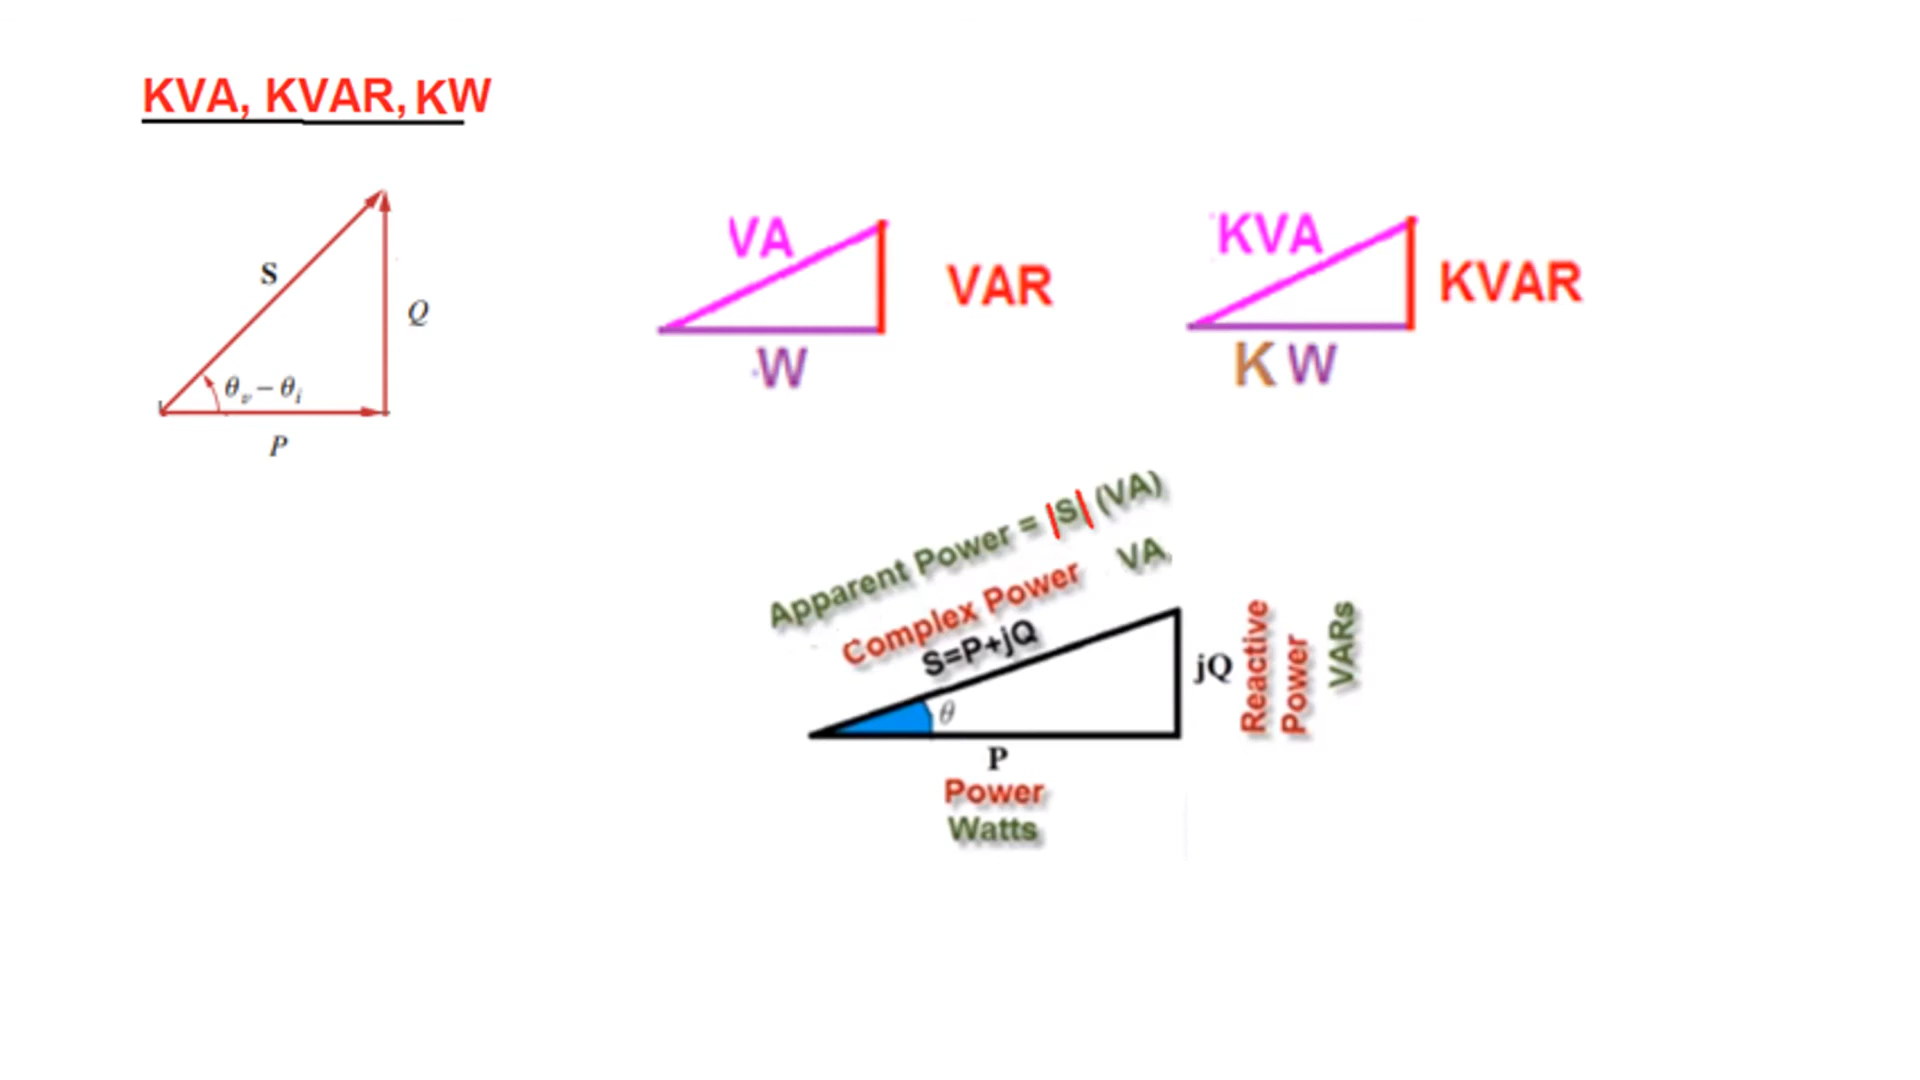 KVA, KVAR, KW
S
Q
θv − θi
P
VA
VAR
W
KVA
KVAR
K W
Apparent Power = |S| (VA)
Complex Power VA
S=P+jQ
θ
jQ
Reactive
Power
VARs
P
Power
Watts